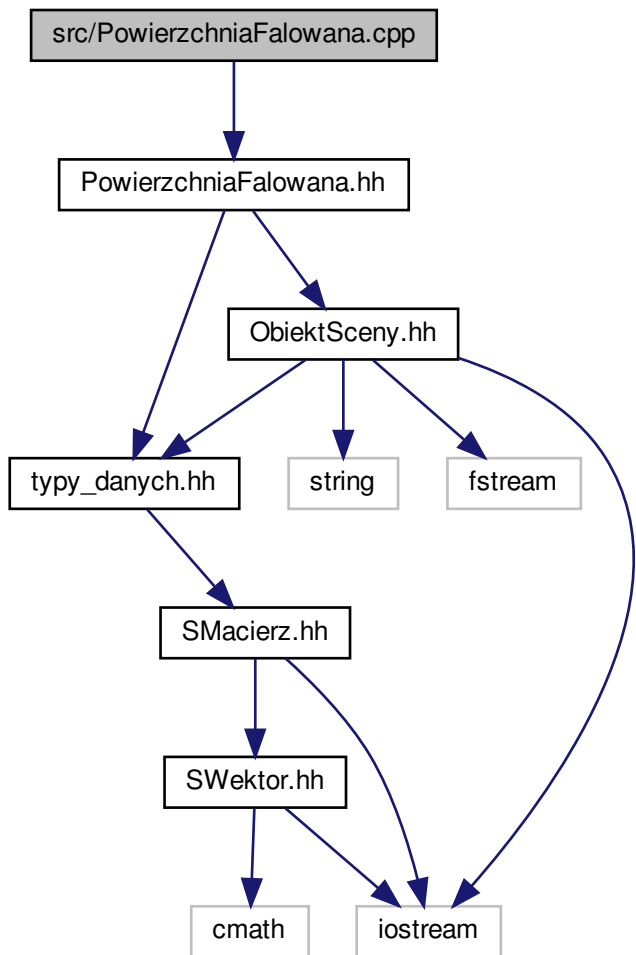 src/PowierzchniaFalowana.cpp
PowierzchniaFalowana.hh
ObiektSceny.hh
typy_danych.hh
string
fstream
SMacierz.hh
SWektor.hh
cmath
iostream